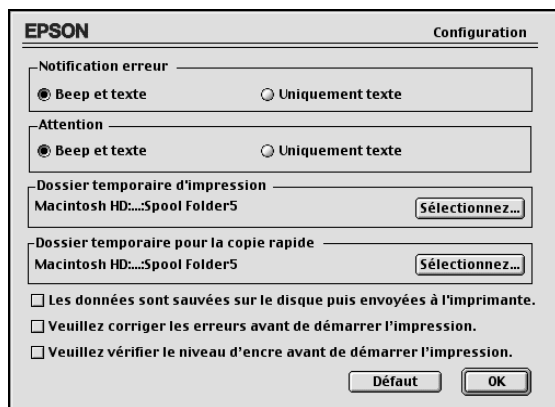 EPSON Configuration
Notification erreur
Beep et texte Uniquement texte
Attention
Beep et texte Uniquement texte
Dossier temporaire d'impression
Macintosh HD:...:Spool Folder5 Sélectionnez...
Dossier temporaire pour la copie rapide
Macintosh HD:...:Spool Folder5 Sélectionnez...
Les données sont sauvées sur le disque puis envoyées à l'imprimante.
Veuillez corriger les erreurs avant de démarrer l'impression.
Veuillez vérifier le niveau d'encre avant de démarrer l'impression.
Défaut OK